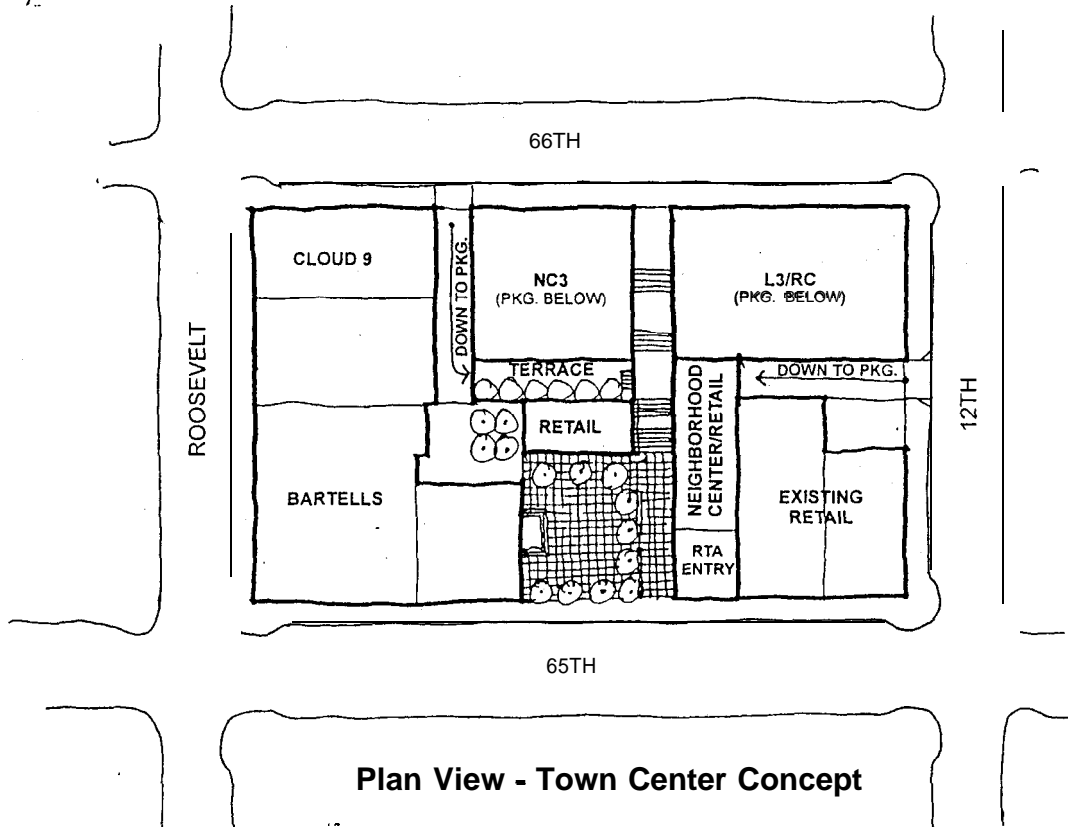 66TH
CLOUD 9
DOWN TO PKG.
NC3
(PKG. BELOW)
L3/RC
(PKG. BELOW)
TERRACE
DOWN TO PKG.
ROOSEVELT
12TH
RETAIL
NEIGHBORHOOD
CENTER/RETAIL
BARTELLS
EXISTING
RETAIL
RTA
ENTRY
65TH
Plan View - Town Center Concept